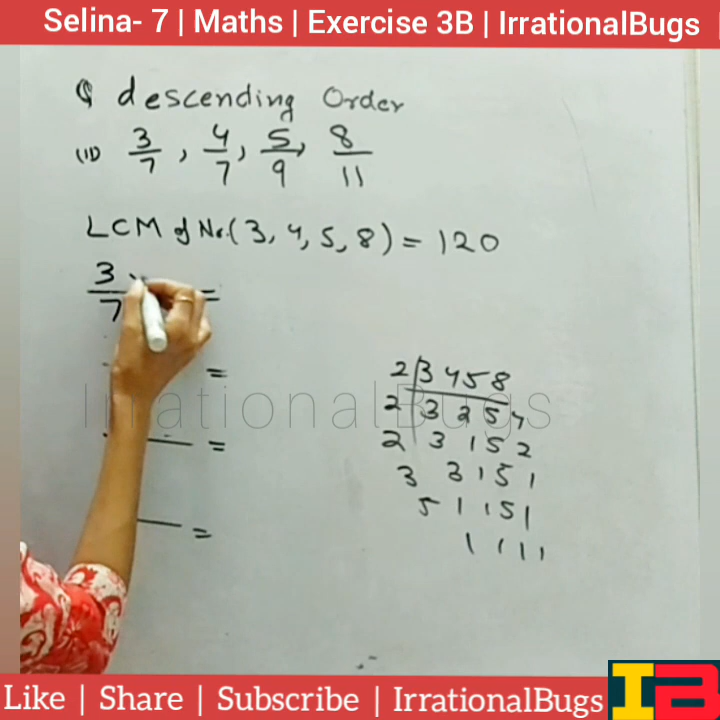 Selina- 7 | Maths | Exercise 3B | IrrationalBugs
Q descending Order
(ii) 3/7, 4/7, 5/9, 8/11
LCM of Nr.(3, 4, 5, 8) = 120
3/7 =
=
— =
— =
2 | 3 4 5 8
2 | 3 2 5 4
2 3 1 5 2
3 3 1 5 1
5 1 1 5 1
1 1 1 1
IrrationalBugs
Like | Share | Subscribe | IrrationalBugs
IB